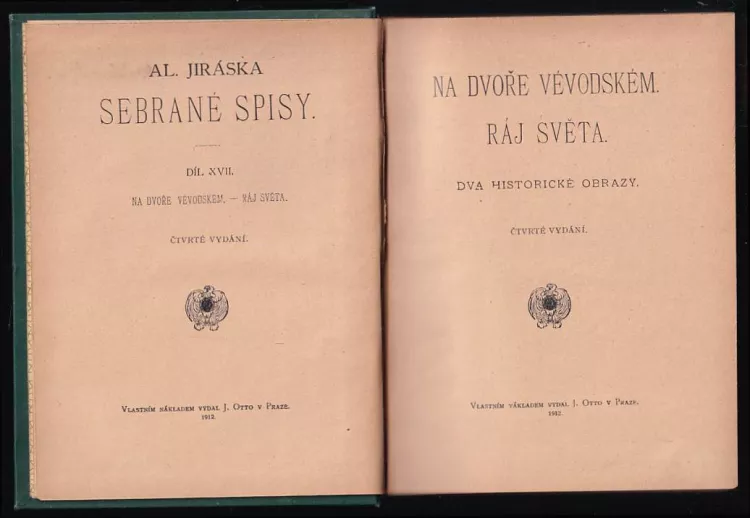 AL. JIRÁSKA
SEBRANÉ SPISY.
DÍL XVII.
NA DVOŘE VÉVODSKÉM. — RÁJ SVĚTA.
ČTVRTÉ VYDÁNÍ.
Vlastním nákladem vydal J. Otto v Praze.
1912.
NA DVOŘE VÉVODSKÉM.
RÁJ SVĚTA.
DVA HISTORICKÉ OBRAZY.
ČTVRTÉ VYDÁNÍ.
Vlastním nákladem vydal J. Otto v Praze.
1912.